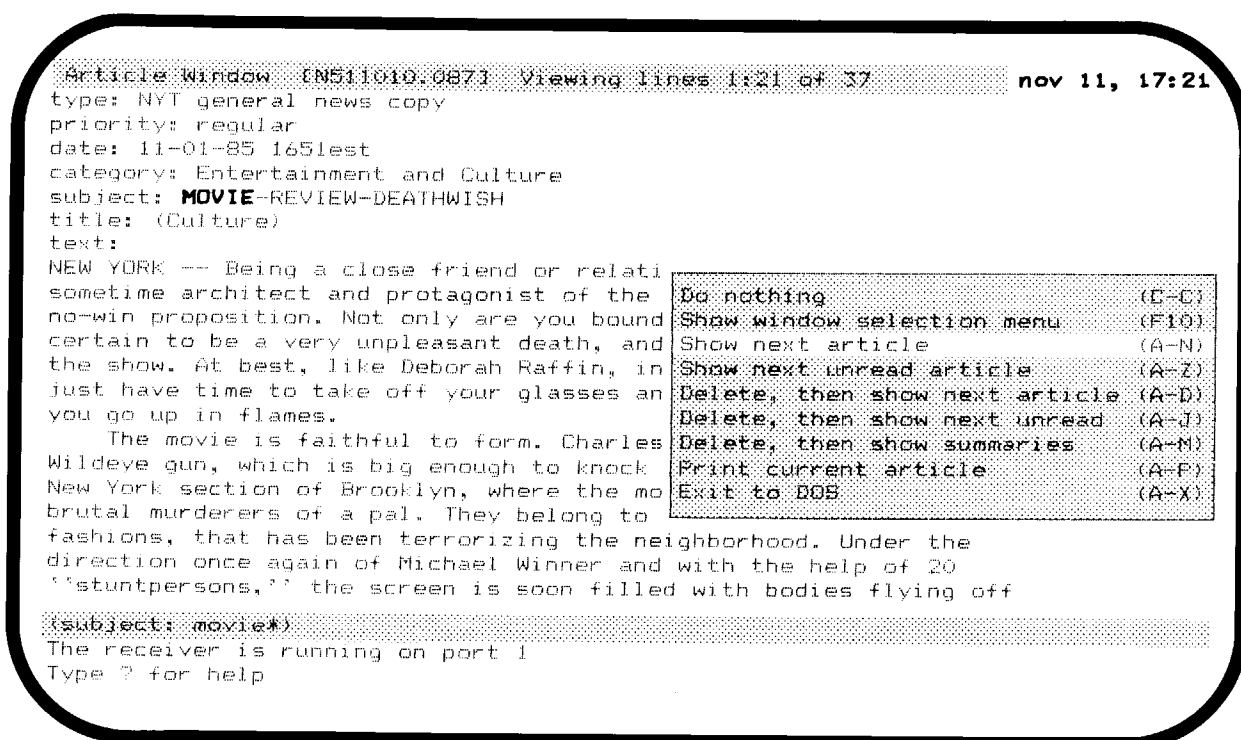 Article Window [N511010.087] Viewing lines 1:21 of 37 nov 11, 17:21
type: NYT general news copy
priority: regular
date: 11-01-85 1651est
category: Entertainment and Culture
subject: MOVIE-REVIEW-DEATHWISH
title: (Culture)
text:
NEW YORK -- Being a close friend or relati
sometime architect and protagonist of the Do nothing (C-C)
no-win proposition. Not only are you bound Show window selection menu (F10)
certain to be a very unpleasant death, and Show next article (A-N)
the show. At best, like Deborah Raffin, in Show next unread article (A-Z)
just have time to take off your glasses an Delete, then show next article (A-D)
you go up in flames. Delete, then show next unread (A-J)
The movie is faithful to form. Charles Delete, then show summaries (A-M)
Wildeye gun, which is big enough to knock Print current article (A-P)
New York section of Brooklyn, where the mo Exit to DOS (A-X)
brutal murderers of a pal. They belong to
fashions, that has been terrorizing the neighborhood. Under the
direction once again of Michael Winner and with the help of 20
``stuntpersons,'' the screen is soon filled with bodies flying off
(subject: movie*)
The receiver is running on port 1
Type ? for help